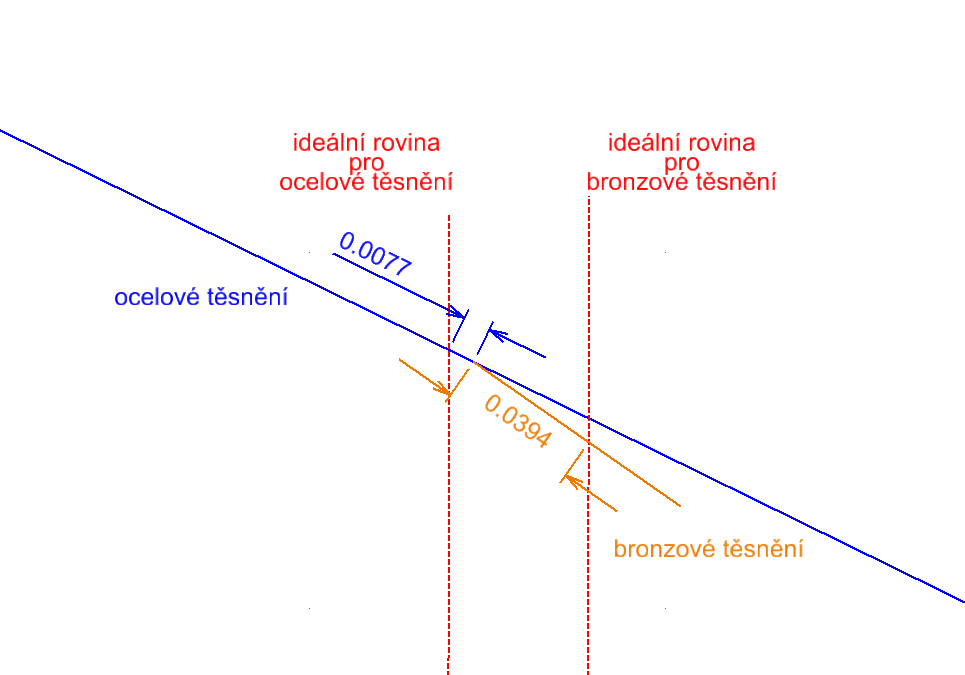 ideální rovina
pro
ocelové těsnění
ideální rovina
pro
bronzové těsnění
0.0077
ocelové těsnění
0.0394
bronzové těsnění